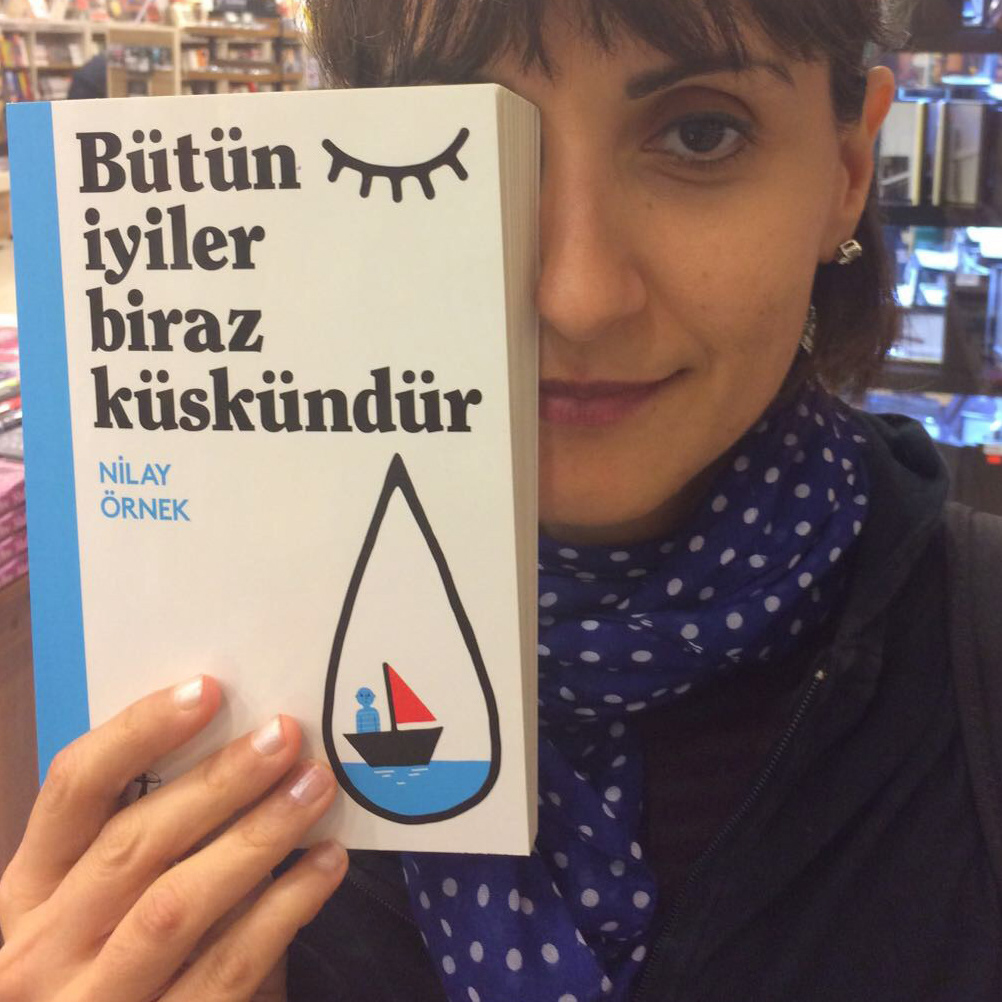 Bütün
iyiler
biraz
küskündür
NİLAY
ÖRNEK